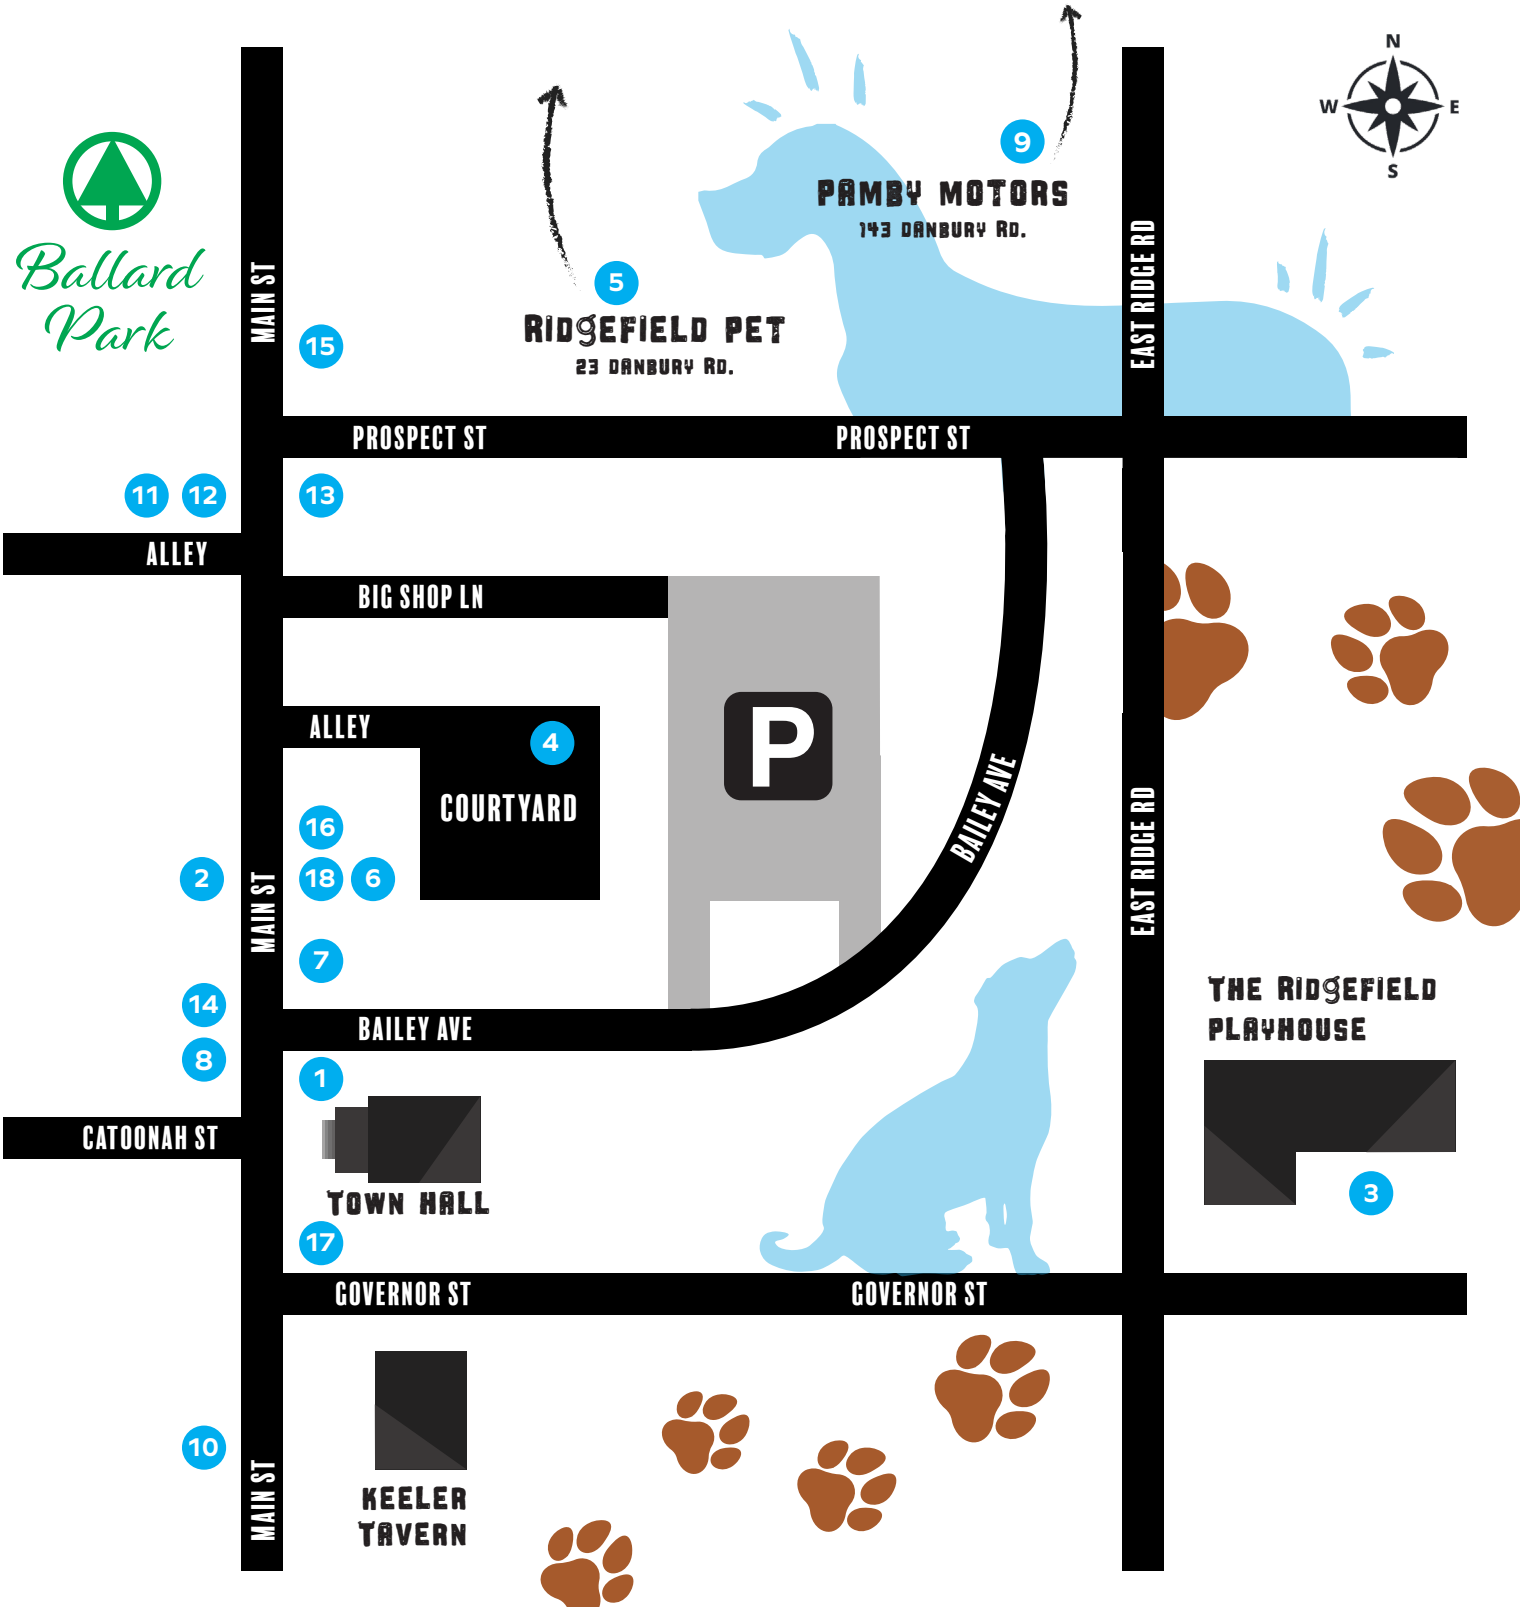 N
W E
S
9
PAMBY MOTORS
143 DANBURY RD.
Ballard
Park
MAIN ST
5
RIDGEFIELD PET
23 DANBURY RD.
EAST RIDGE RD
15
PROSPECT ST
PROSPECT ST
11
12
13
ALLEY
BIG SHOP LN
ALLEY
4
COURTYARD
P
BAILEY AVE
EAST RIDGE RD
16
2
MAIN ST
18
6
7
14
BAILEY AVE
8
1
THE RIDGEFIELD
PLAYHOUSE
CATOONAH ST
TOWN HALL
3
17
GOVERNOR ST
GOVERNOR ST
10
MAIN ST
KEELER
TAVERN